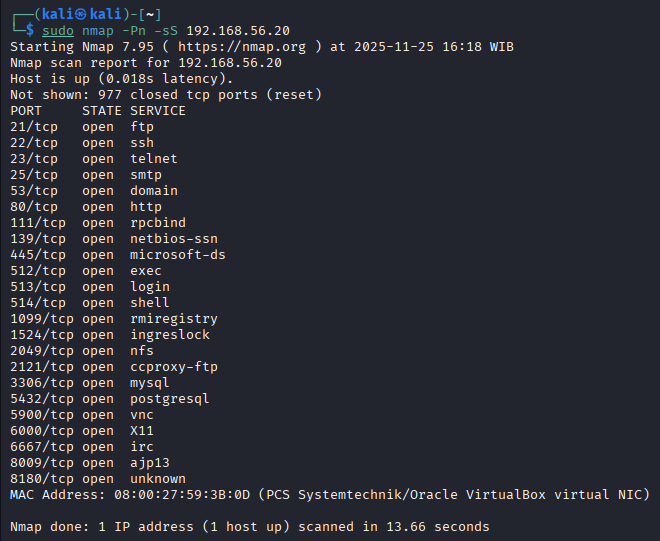 ┌──(kali㉿kali)-[~]
└─$ sudo nmap -Pn -sS 192.168.56.20
Starting Nmap 7.95 ( https://nmap.org ) at 2025-11-25 16:18 WIB
Nmap scan report for 192.168.56.20
Host is up (0.018s latency).
Not shown: 977 closed tcp ports (reset)
PORT     STATE SERVICE
21/tcp   open  ftp
22/tcp   open  ssh
23/tcp   open  telnet
25/tcp   open  smtp
53/tcp   open  domain
80/tcp   open  http
111/tcp  open  rpcbind
139/tcp  open  netbios-ssn
445/tcp  open  microsoft-ds
512/tcp  open  exec
513/tcp  open  login
514/tcp  open  shell
1099/tcp open  rmiregistry
1524/tcp open  ingreslock
2049/tcp open  nfs
2121/tcp open  ccproxy-ftp
3306/tcp open  mysql
5432/tcp open  postgresql
5900/tcp open  vnc
6000/tcp open  X11
6667/tcp open  irc
8009/tcp open  ajp13
8180/tcp open  unknown
MAC Address: 08:00:27:59:3B:0D (PCS Systemtechnik/Oracle VirtualBox virtual NIC)
Nmap done: 1 IP address (1 host up) scanned in 13.66 seconds